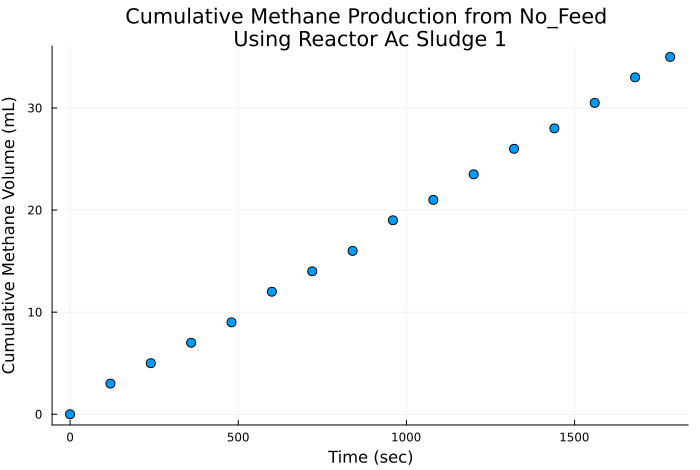 Cumulative Methane Production from No_Feed
Using Reactor Ac Sludge 1
Cumulative Methane Volume (mL)
30
20
10
0
0
500
1000
1500
Time (sec)